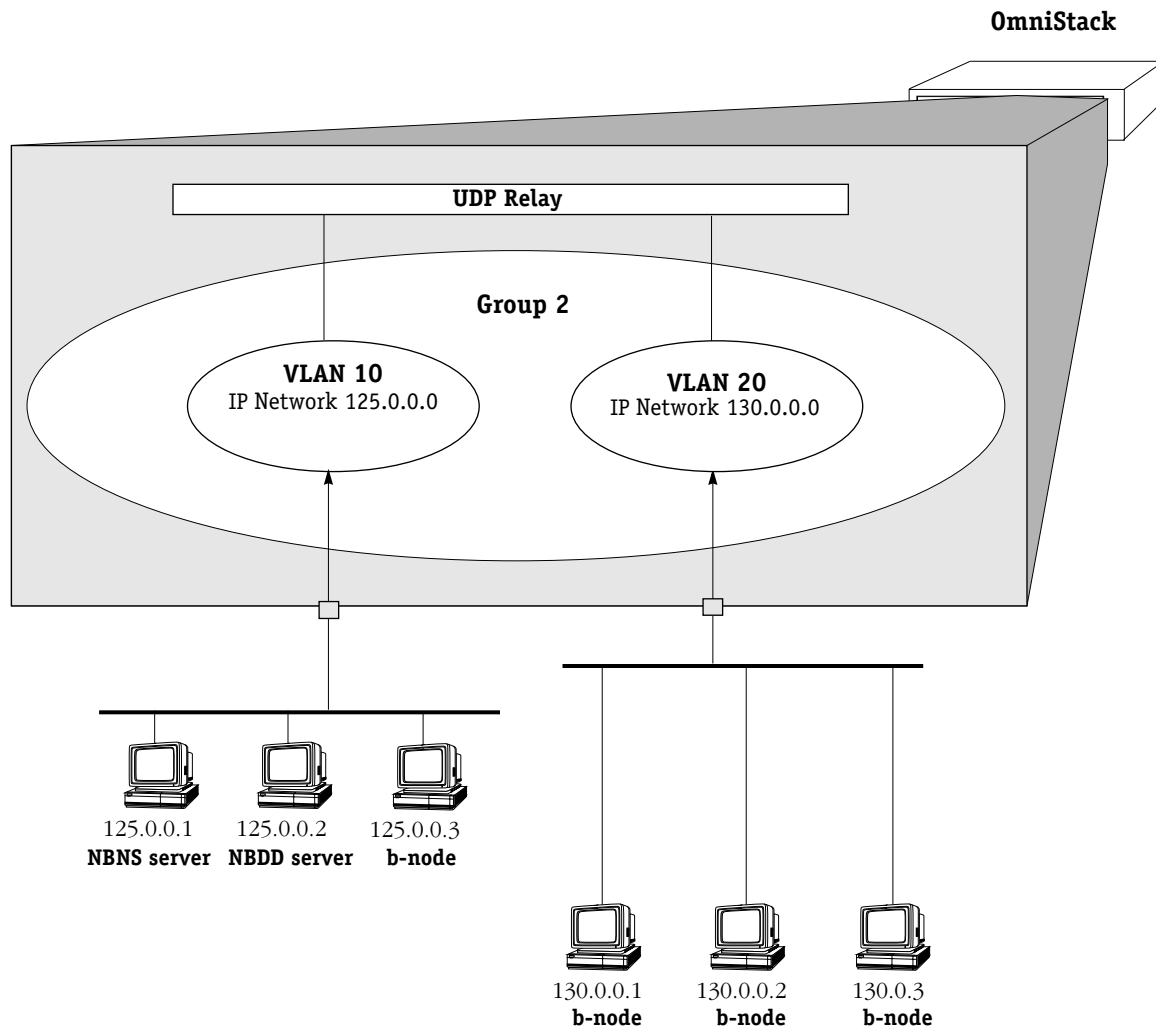 OmniStack
UDP Relay
Group 2
VLAN 10
IP Network 125.0.0.0
VLAN 20
IP Network 130.0.0.0
125.0.0.1
NBNS server
125.0.0.2
NBDD server
125.0.0.3
b-node
130.0.0.1
b-node
130.0.0.2
b-node
130.0.3
b-node